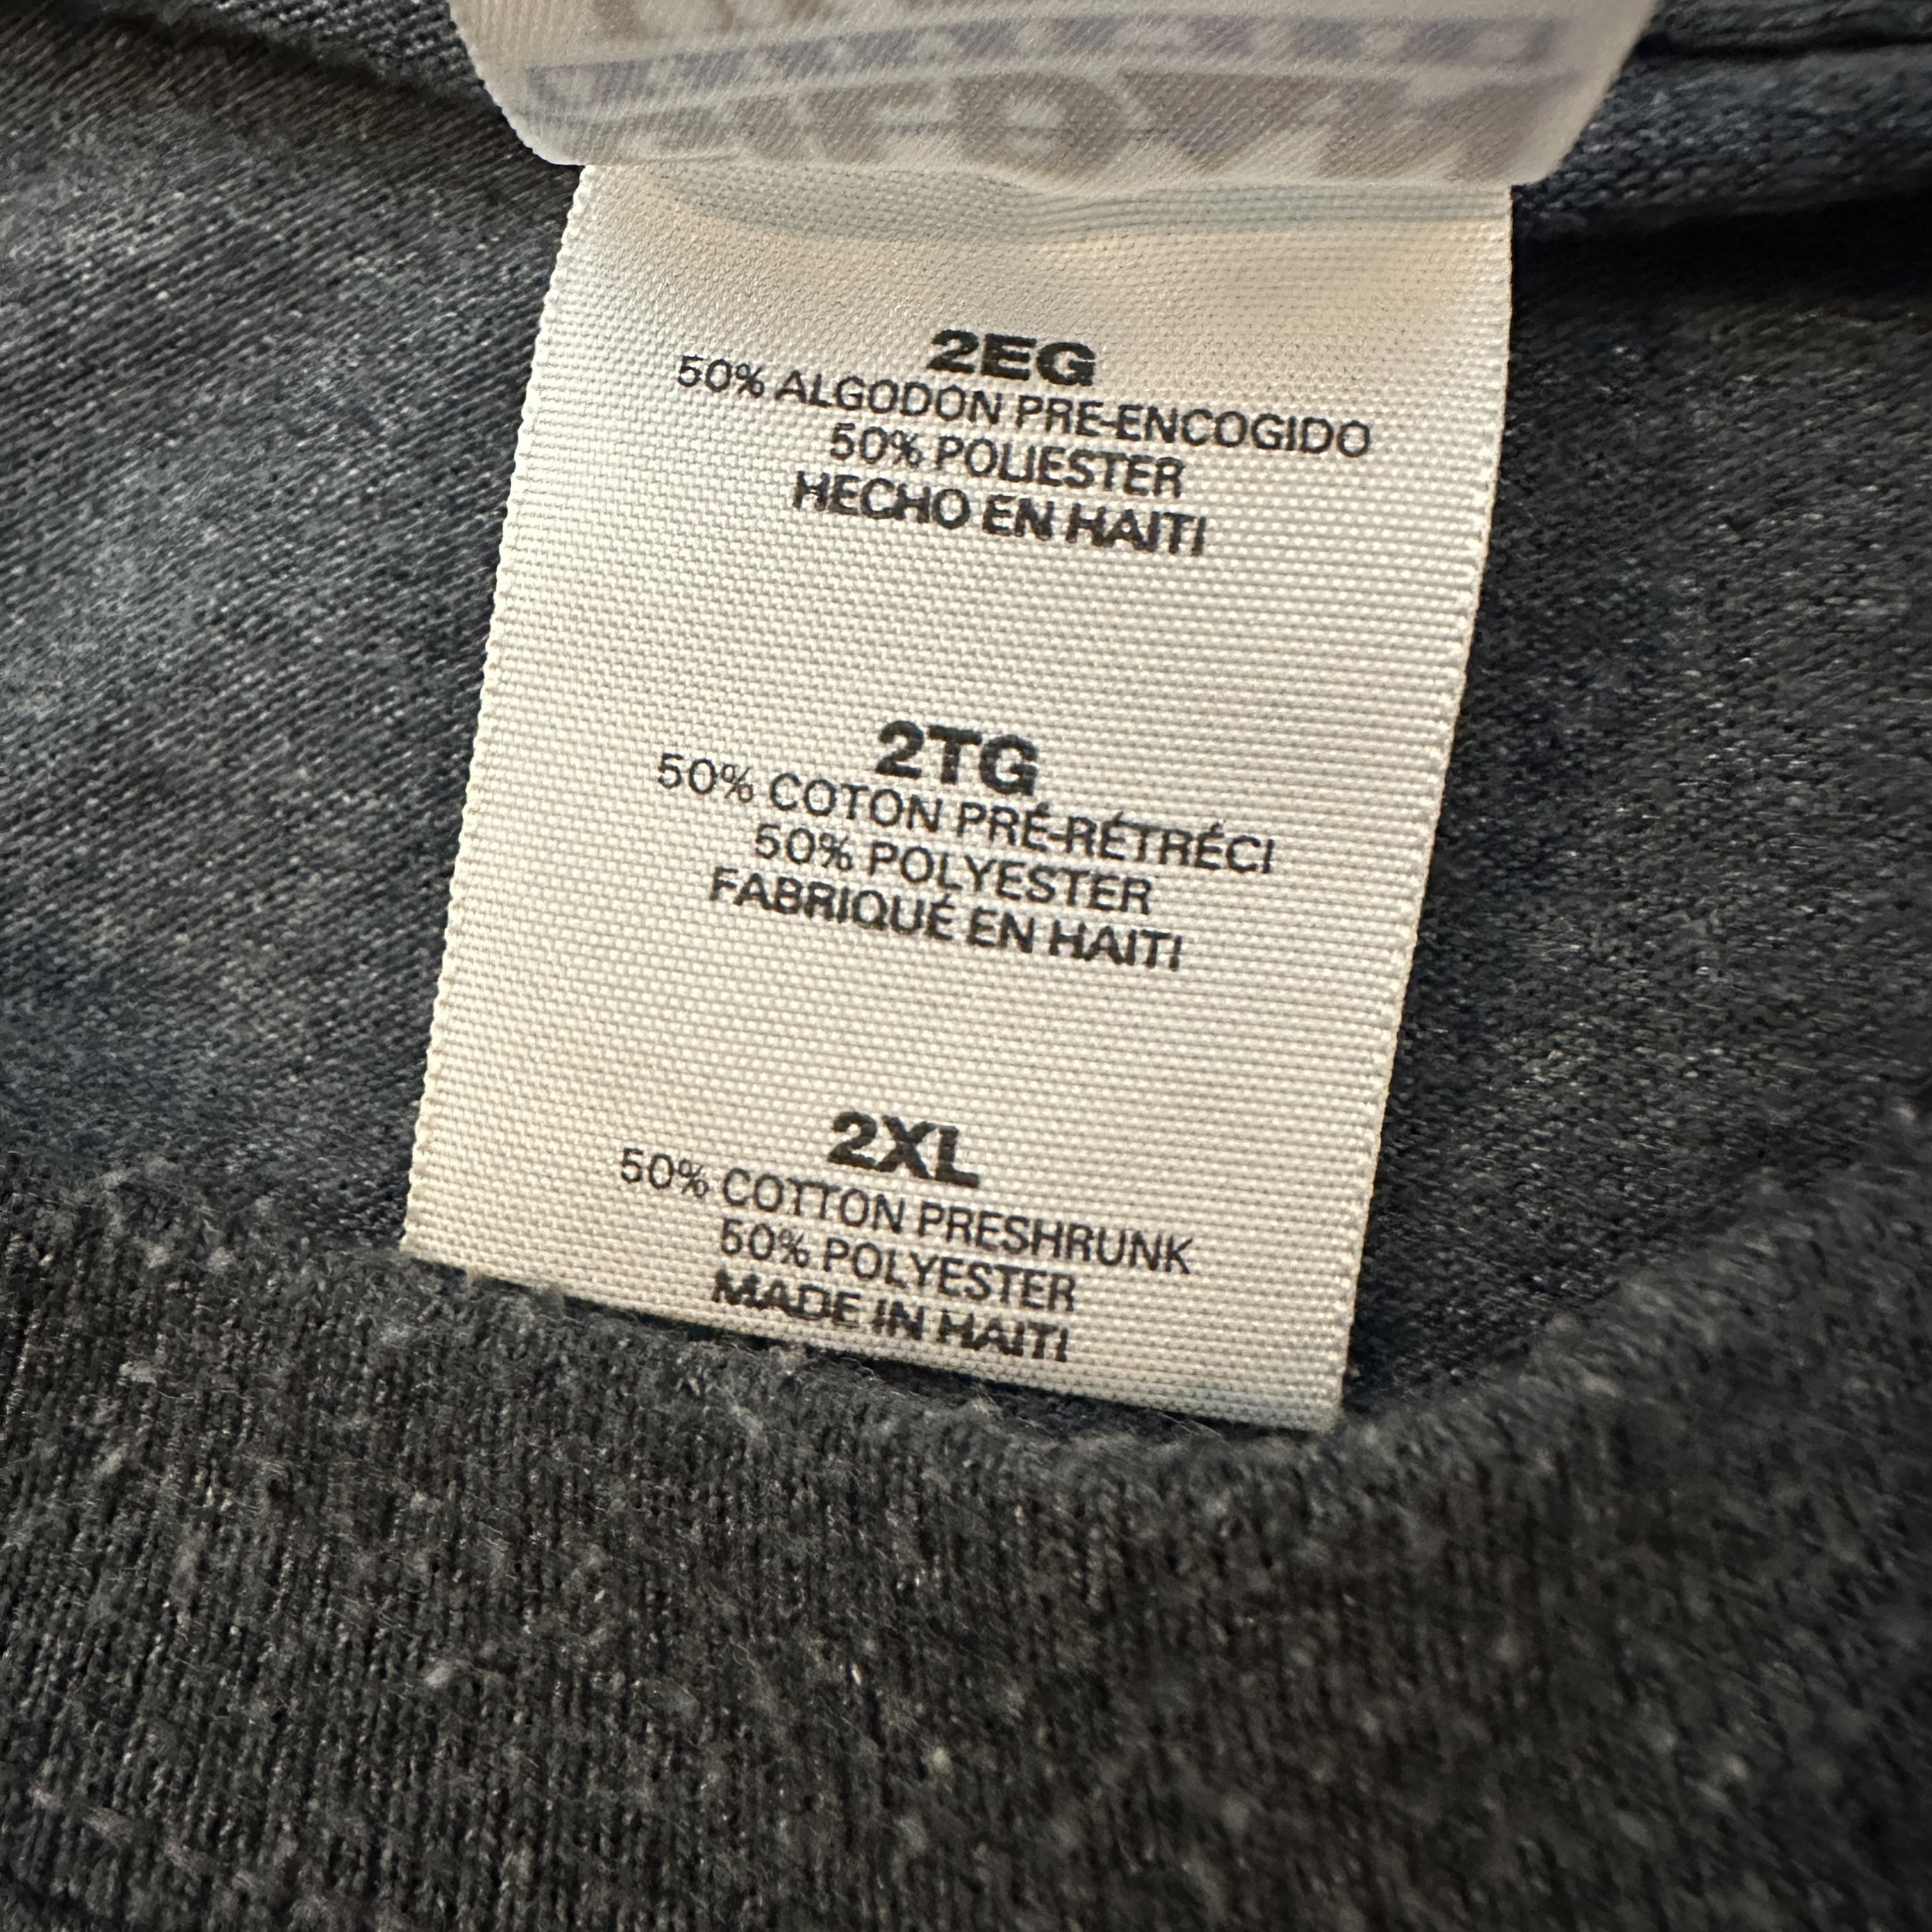 2EG
50% ALGODON PRE-ENCOGIDO
50% POLIESTER
HECHO EN HAITI
2TG
50% COTON PRÉ-RÉTRÉCI
50% POLYESTER
FABRIQUÉ EN HAITI
2XL
50% COTTON PRESHRUNK
50% POLYESTER
MADE IN HAITI